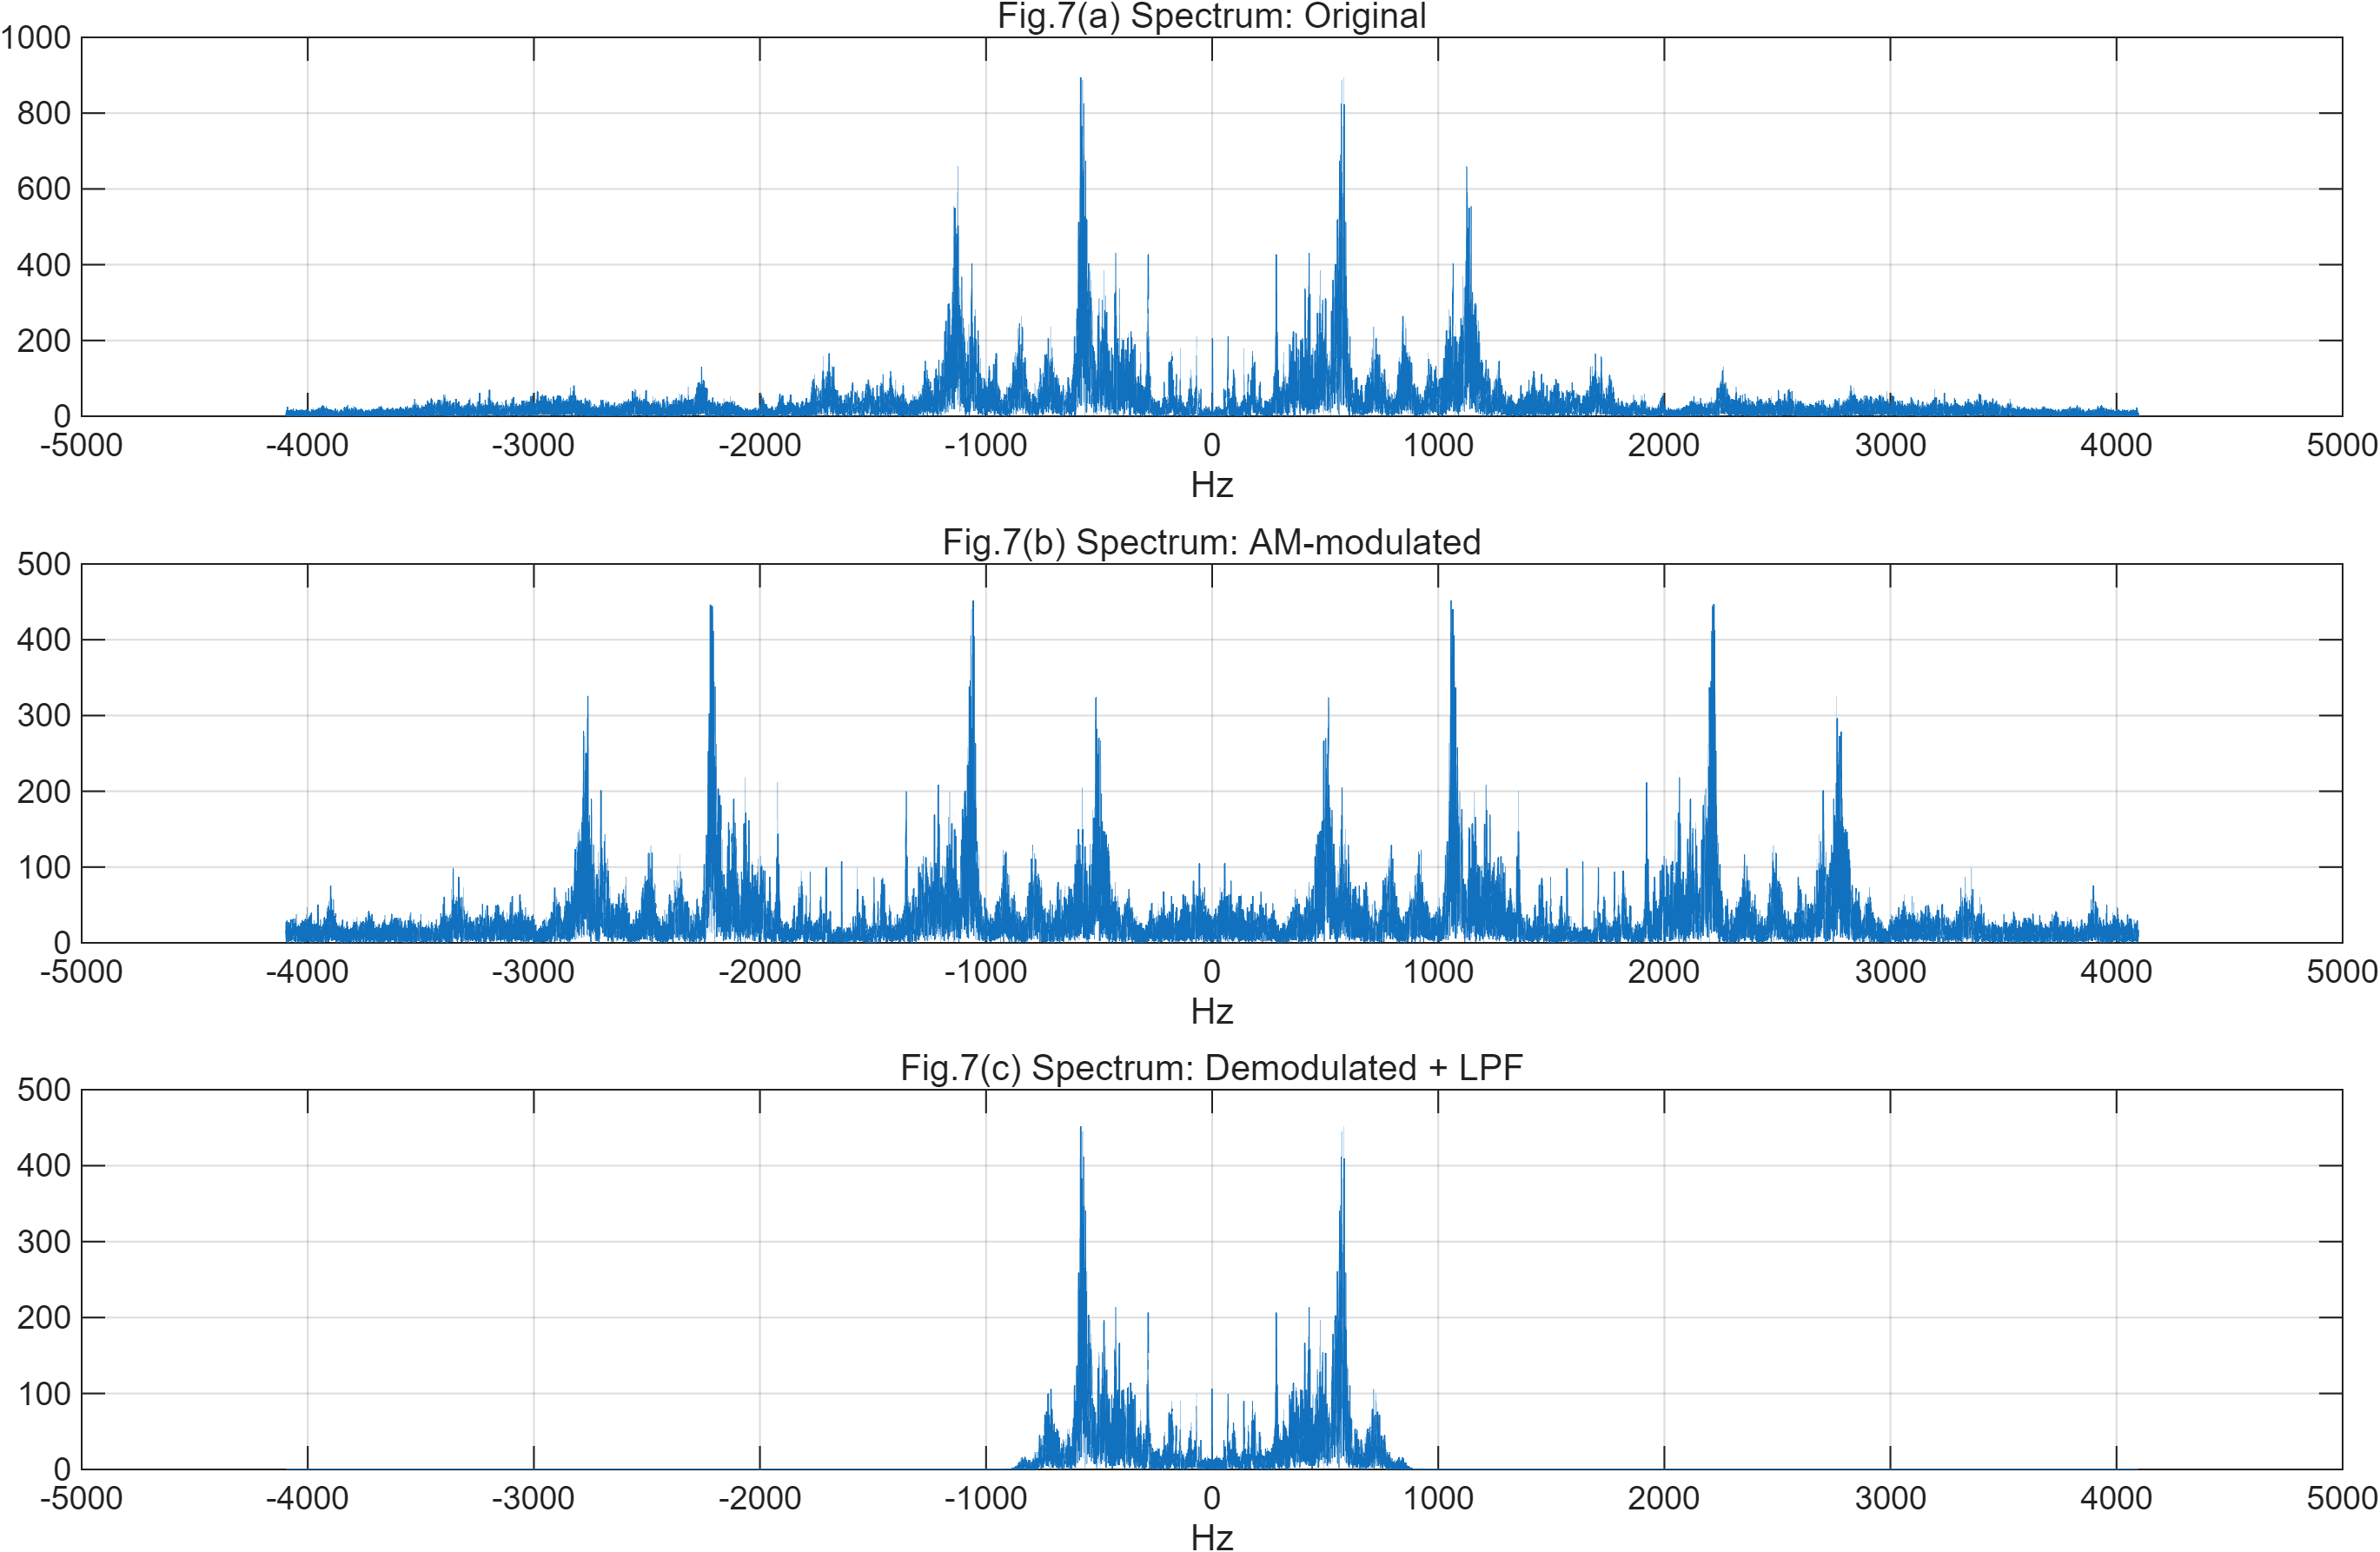 Fig.7(a) Spectrum: Original
1000
800
600
400
200
0
-5000 -4000 -3000 -2000 -1000 0 1000 2000 3000 4000 5000
Hz
Fig.7(b) Spectrum: AM-modulated
500
400
300
200
100
0
-5000 -4000 -3000 -2000 -1000 0 1000 2000 3000 4000 5000
Hz
Fig.7(c) Spectrum: Demodulated + LPF
500
400
300
200
100
0
-5000 -4000 -3000 -2000 -1000 0 1000 2000 3000 4000 5000
Hz